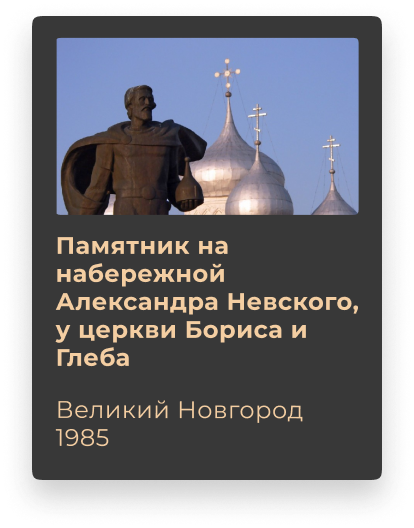 Памятник на
набережной
Александра Невского,
у церкви Бориса и
Глеба
Великий Новгород
1985